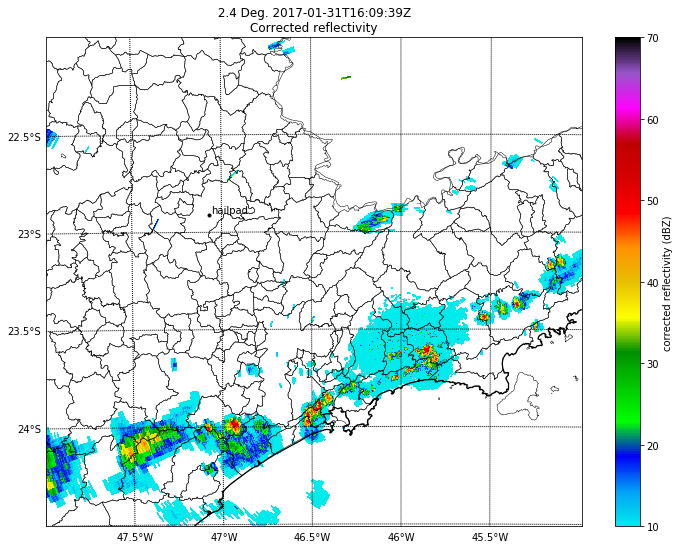 2.4 Deg. 2017-01-31T16:09:39Z
Corrected reflectivity
22.5°S
23°S
23.5°S
24°S
47.5°W
47°W
46.5°W
46°W
45.5°W
hailpad
70
60
50
40
30
20
10
corrected reflectivity (dBZ)